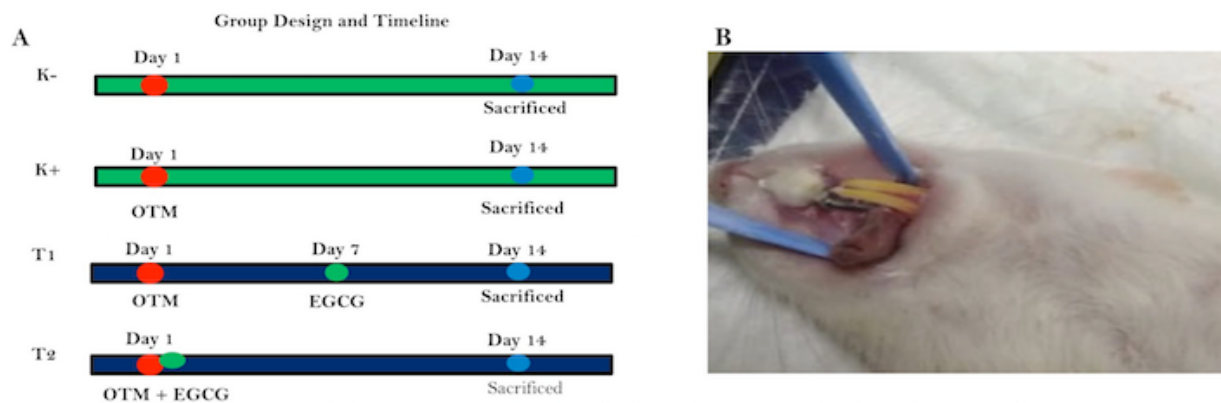 Group Design and Timeline
A
B
K-
Day 1
Day 14
Sacrificed
K+
Day 1
Day 14
OTM
Sacrificed
T1
Day 1
Day 7
Day 14
OTM
EGCG
Sacrificed
T2
Day 1
Day 14
OTM + EGCG
Sacrificed